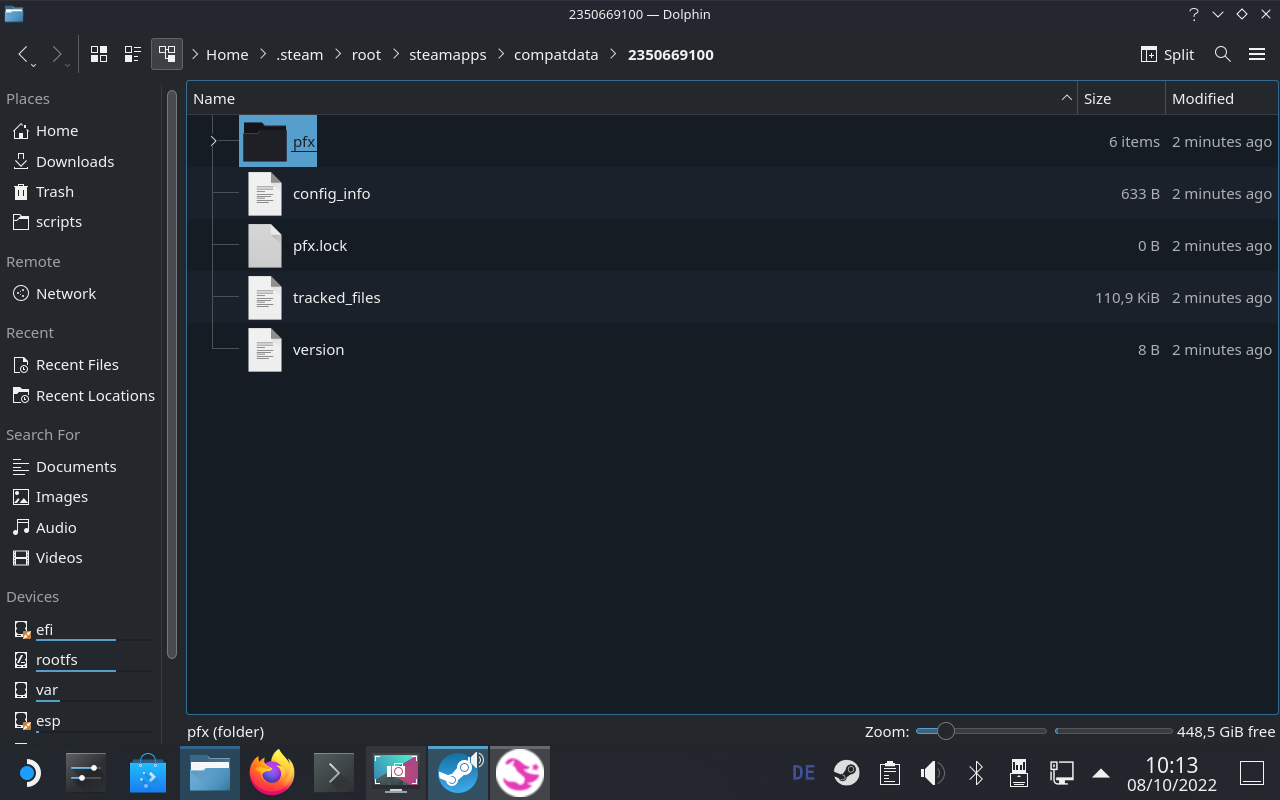 2350669100 — Dolphin
Home .steam root steamapps compatdata 2350669100
Split
Places
Home
Downloads
Trash
scripts
Remote
Network
Recent
Recent Files
Recent Locations
Search For
Documents
Images
Audio
Videos
Devices
efi
rootfs
var
esp
Name Size Modified
pfx 6 items 2 minutes ago
config_info 633 B 2 minutes ago
pfx.lock 0 B 2 minutes ago
tracked_files 110,9 KiB 2 minutes ago
version 8 B 2 minutes ago
pfx (folder) Zoom: 448,5 GiB free
DE
10:13
08/10/2022